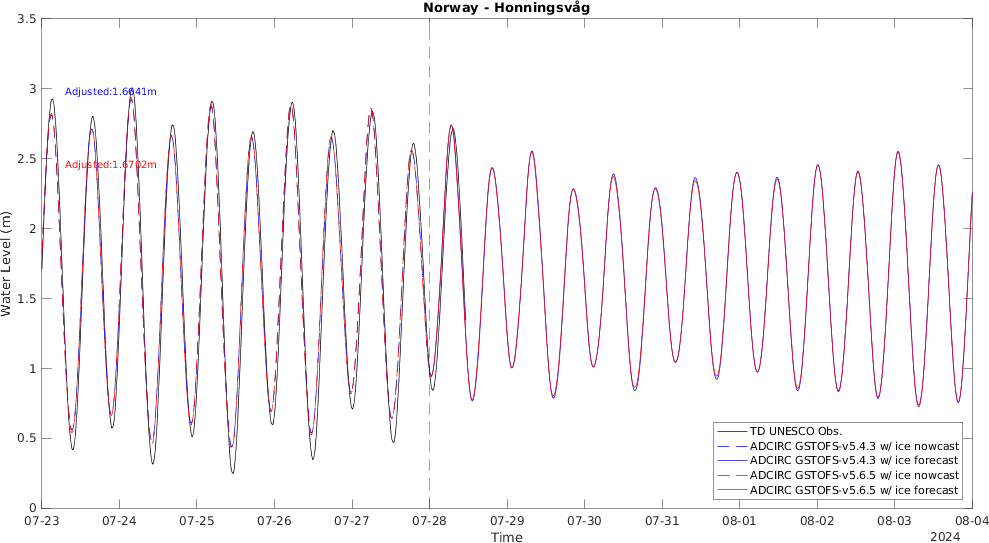 Norway - Honningsvåg
3.5
3
2.5
2
1.5
1
0.5
0
Water Level (m)
Adjusted:1.6641m
Adjusted:1.6702m
TD UNESCO Obs.
ADCIRC GSTOFS-v5.4.3 w/ ice nowcast
ADCIRC GSTOFS-v5.4.3 w/ ice forecast
ADCIRC GSTOFS-v5.6.5 w/ ice nowcast
ADCIRC GSTOFS-v5.6.5 w/ ice forecast
07-23 07-24 07-25 07-26 07-27 07-28 07-29 07-30 07-31 08-01 08-02 08-03 08-04
Time
2024